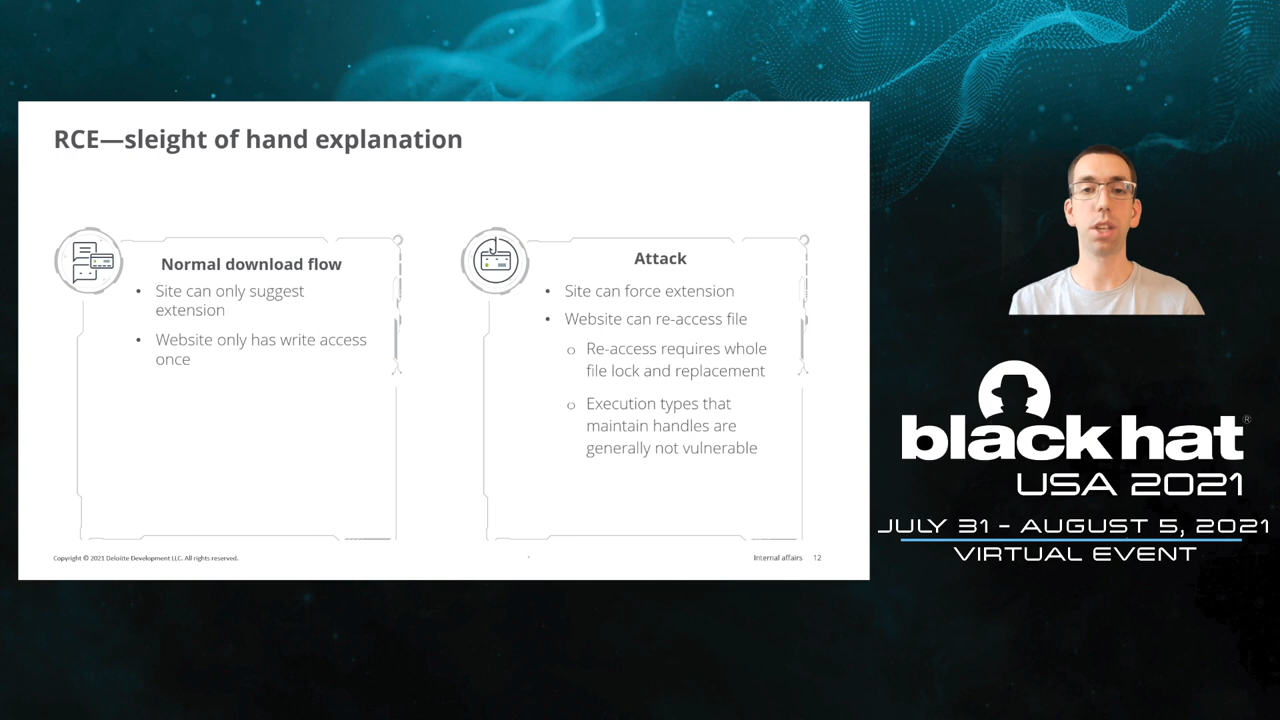 RCE—sleight of hand explanation
Normal download flow
• Site can only suggest
extension
• Website only has write access
once
Attack
• Site can force extension
• Website can re-access file
o Re-access requires whole
file lock and replacement
o Execution types that
maintain handles are
generally not vulnerable
Copyright © 2021 Deloitte Development LLC. All rights reserved.
Internal affairs 12
black hat®
USA 2021
JULY 31 - AUGUST 5, 2021
VIRTUAL EVENT